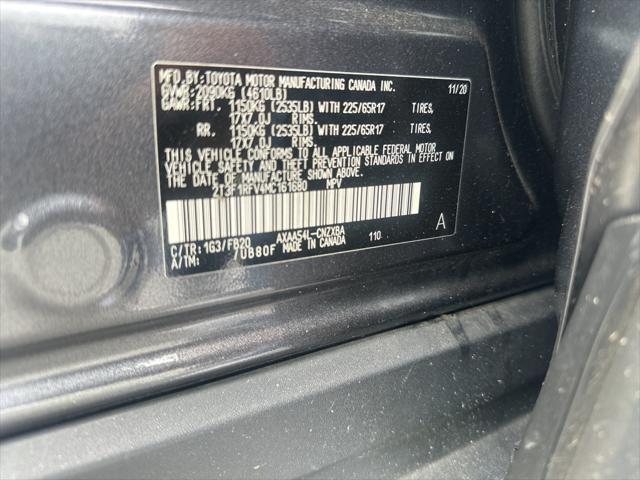 MFD.BY:TOYOTA MOTOR MANUFACTURING CANADA INC. 11/20
GVWR:2090KG (4610LB)
GAWR:FRT. 1150KG (2535LB) WITH 225/65R17 TIRES,
17X7.0J RIMS.
RR. 1150KG (2535LB) WITH 225/65R17 TIRES,
17X7.0J RIMS.
THIS VEHICLE CONFORMS TO ALL APPLICABLE FEDERAL MOTOR
VEHICLE SAFETY AND THEFT PREVENTION STANDARDS IN EFFECT ON
THE DATE OF MANUFACTURE SHOWN ABOVE.
2T3F1RFV4MC161680 MPV
C/TR:1G3/FB20 AXAA54L-CNZXBA 110 A
A/TM: /UB80F MADE IN CANADA